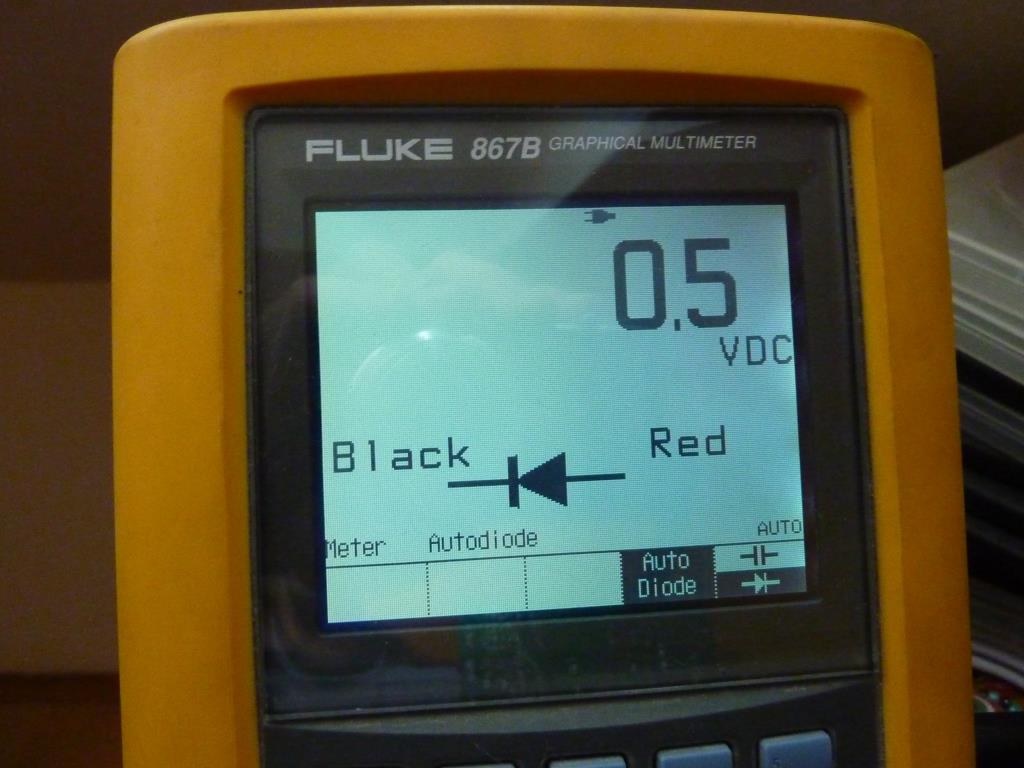 FLUKE 867B GRAPHICAL MULTIMETER
0.5
VDC
Black Red
Meter Autodiode AUTO
Auto
Diode